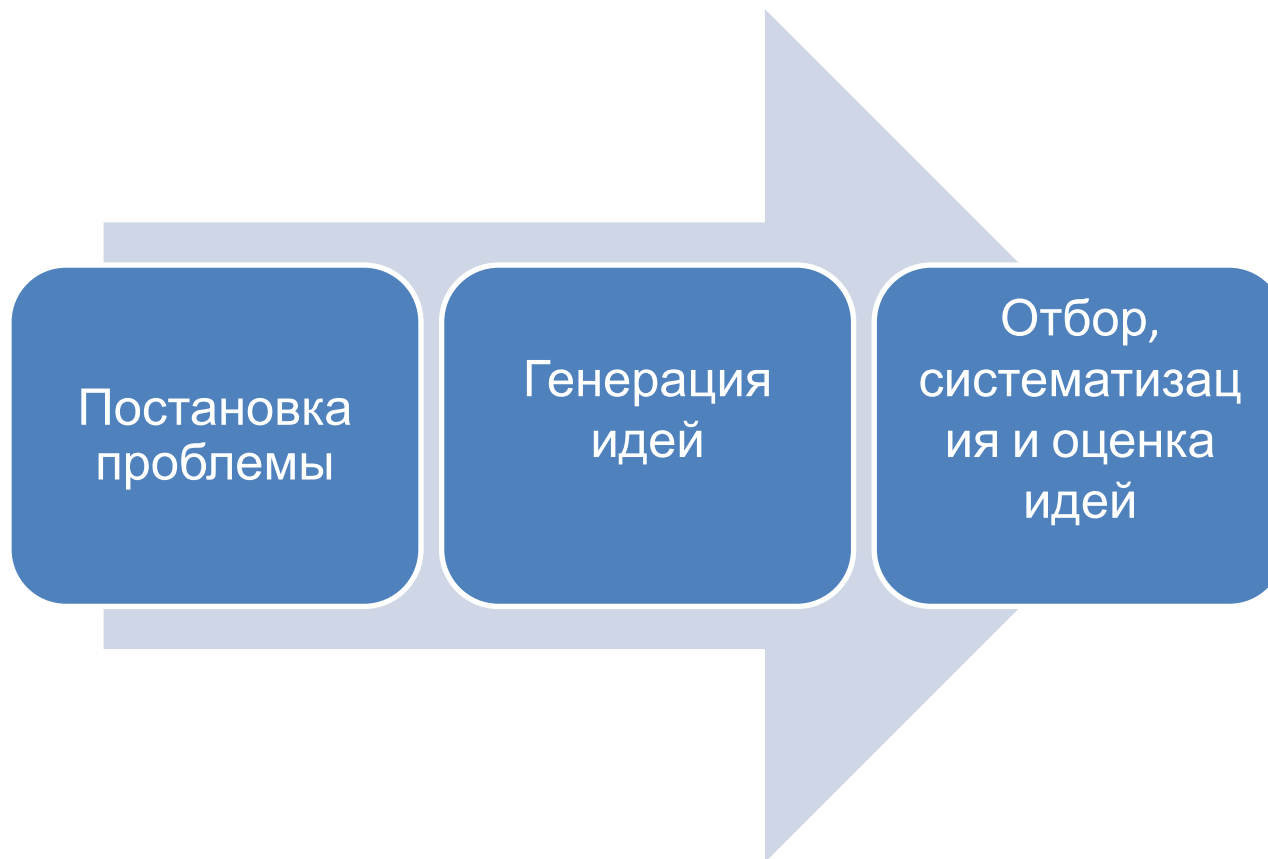 Постановка
проблемы
Генерация
идей
Отбор,
систематизац
ия и оценка
идей